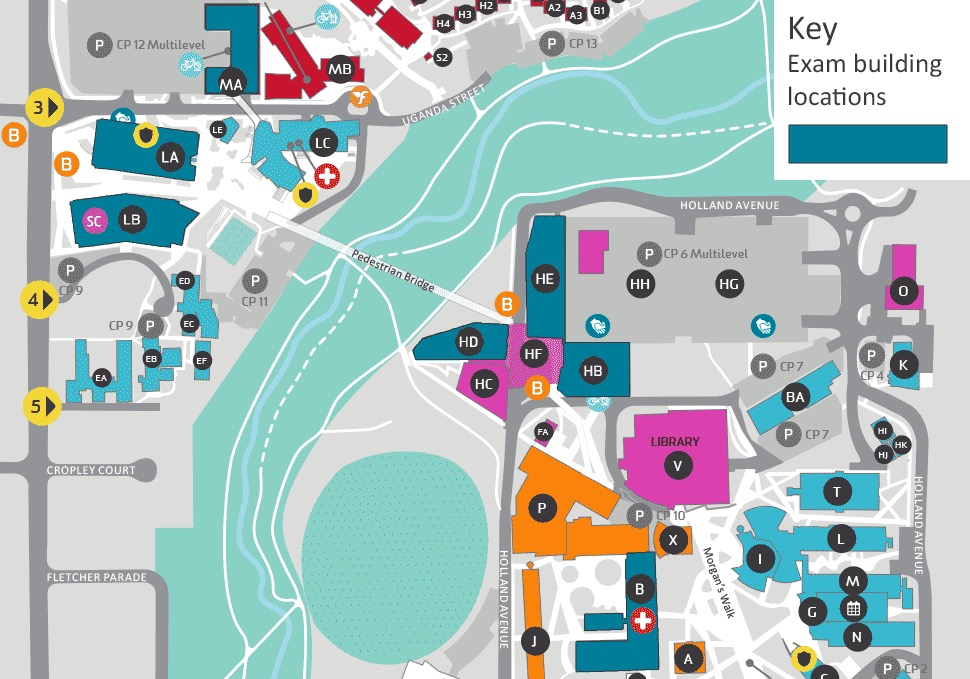 Key
Exam building
locations
H4
H3
H2
A2
A3
B1
P CP 12 Multilevel
P CP 13
S2
MB
MA
3
UGANDA STREET
B
LE
LC
LA
B
SC
LB
HOLLAND AVENUE
Pedestrian Bridge
P CP 6 Multilevel
P
CP 9
ED
P
CP 11
HE
HH
HG
O
4
B
CP 9 P
EC
HD
HF
EB
EF
HC
HB
P CP 7
P
CP 4
K
EA
B
BA
5
FA
P CP 7
HI
HK
HJ
LIBRARY
V
CROPLEY COURT
T
HOLLAND AVENUE
P
P CP 10
X
L
I
Morgan's Walk
FLETCHER PARADE
HOLLAND AVENUE
B
M
G
N
J
A
P CP 2